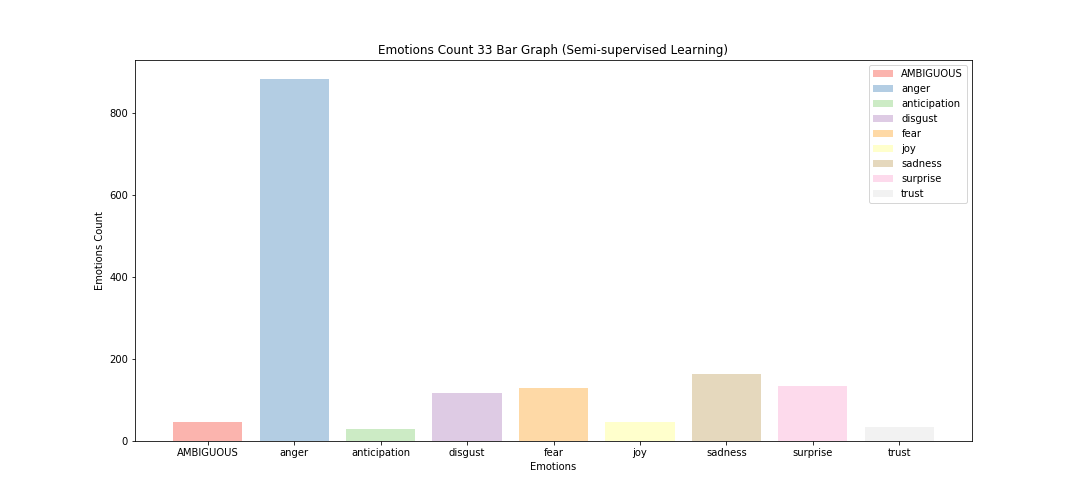 Emotions Count 33 Bar Graph (Semi-supervised Learning)
AMBIGUOUS
anger
anticipation
disgust
fear
joy
sadness
surprise
trust
Emotions Count
800
600
400
200
0
AMBIGUOUS anger anticipation disgust fear joy sadness surprise trust
Emotions